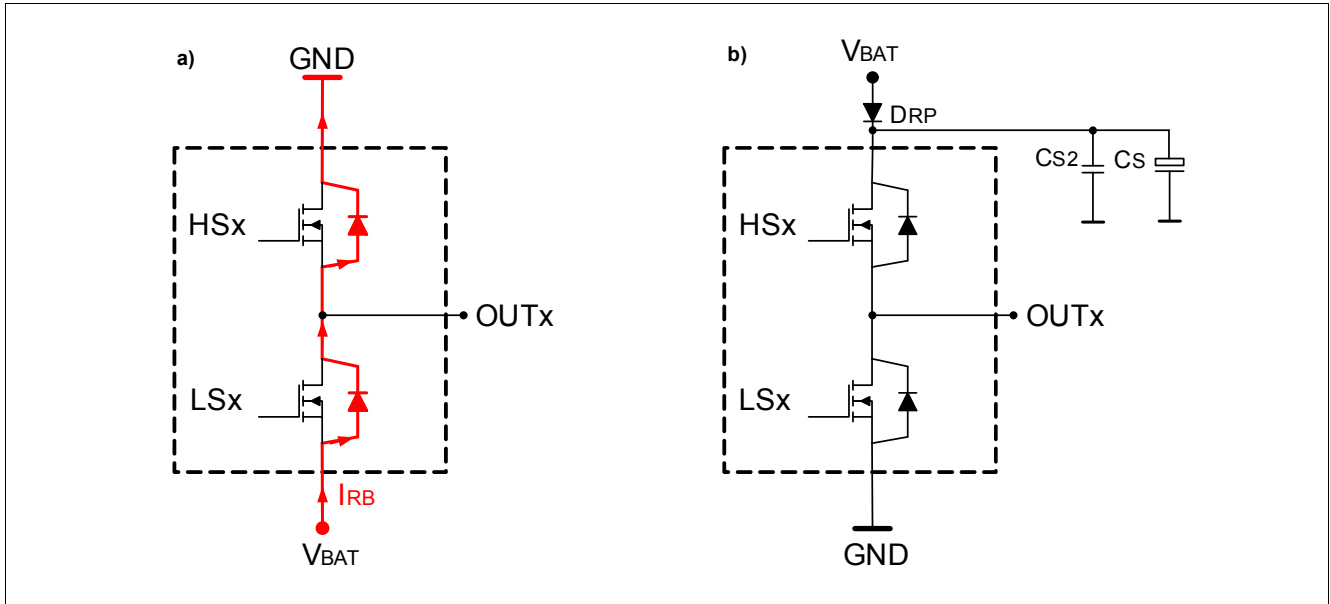 a)
GND
HSx
OUTx
LSx
IRB
VBAT
b)
VBAT
DRP
CS2
CS
HSx
OUTx
LSx
GND